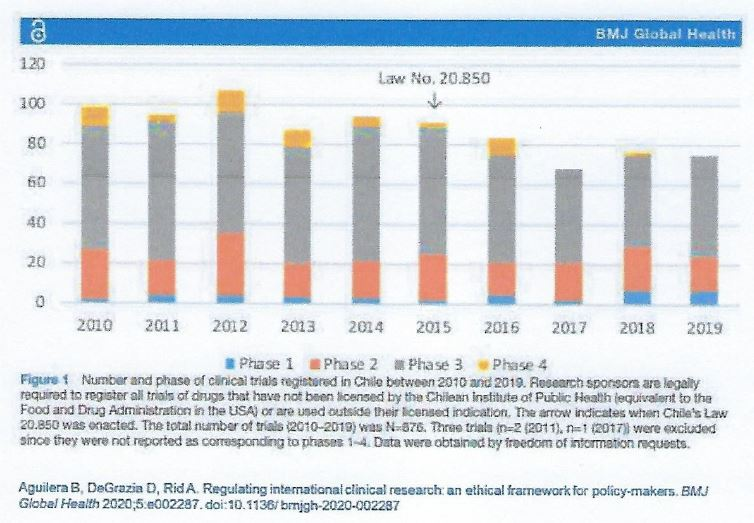 BMJ Global Health
120
Law No. 20.850
100
80
60
40
20
0
2010 2011 2012 2013 2014 2015 2016 2017 2018 2019
Phase 1 Phase 2 Phase 3 Phase 4
Figure 1 Number and phase of clinical trials registered in Chile between 2010 and 2019. Research sponsors are legally
required to register all trials of drugs that have not been licensed by the Chilean Institute of Public Health (equivalent to the
Food and Drug Administration in the USA) or are used outside their licensed indication. The arrow indicates when Chile's Law
20.850 was enacted. The total number of trials (2010–2019) was N=876. Three trials (n=2 (2011), n=1 (2017)) were excluded
since they were not reported as corresponding to phases 1–4. Data were obtained by freedom of information requests.
Aguilera B, DeGrazia D, Rid A. Regulating international clinical research: an ethical framework for policy-makers. BMJ
Global Health 2020;5:e002287. doi:10.1136/bmjgh-2020-002287